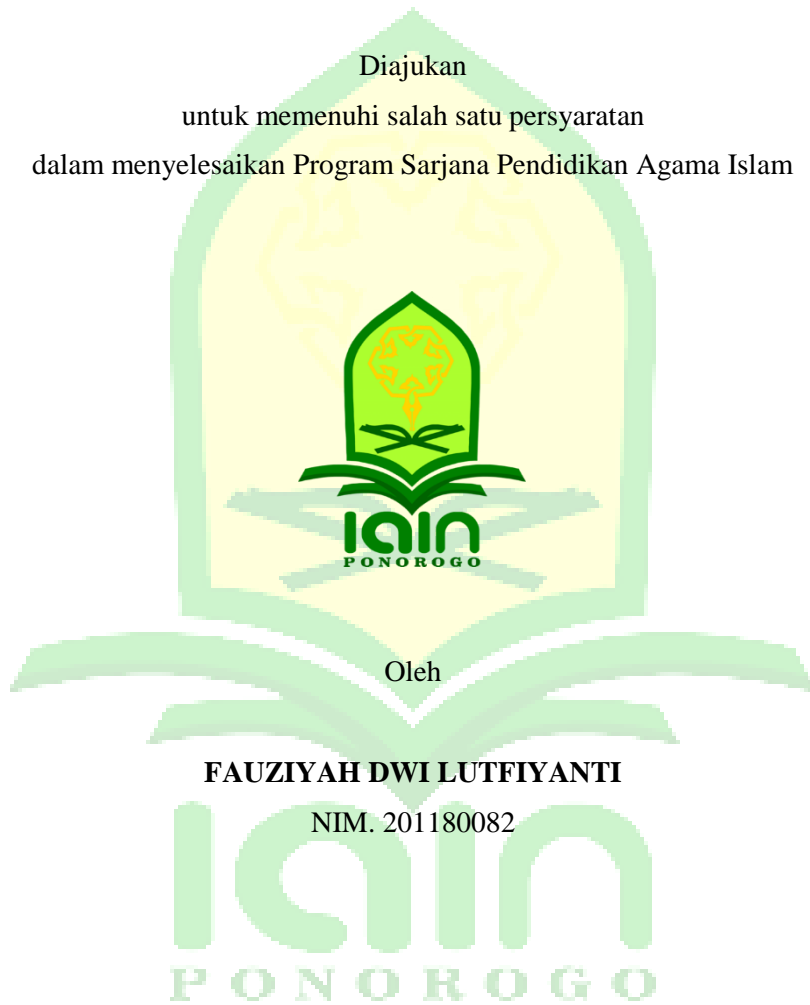 Diajukan
untuk memenuhi salah satu persyaratan
dalam menyelesaikan Program Sarjana Pendidikan Agama Islam
IAIN
PONOROGO
Oleh
FAUZIYAH DWI LUTFIYANTI
NIM. 201180082
IAIN
PONOROGO